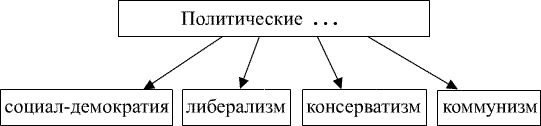 Политические ...
социал-демократия
либерализм
консерватизм
коммунизм